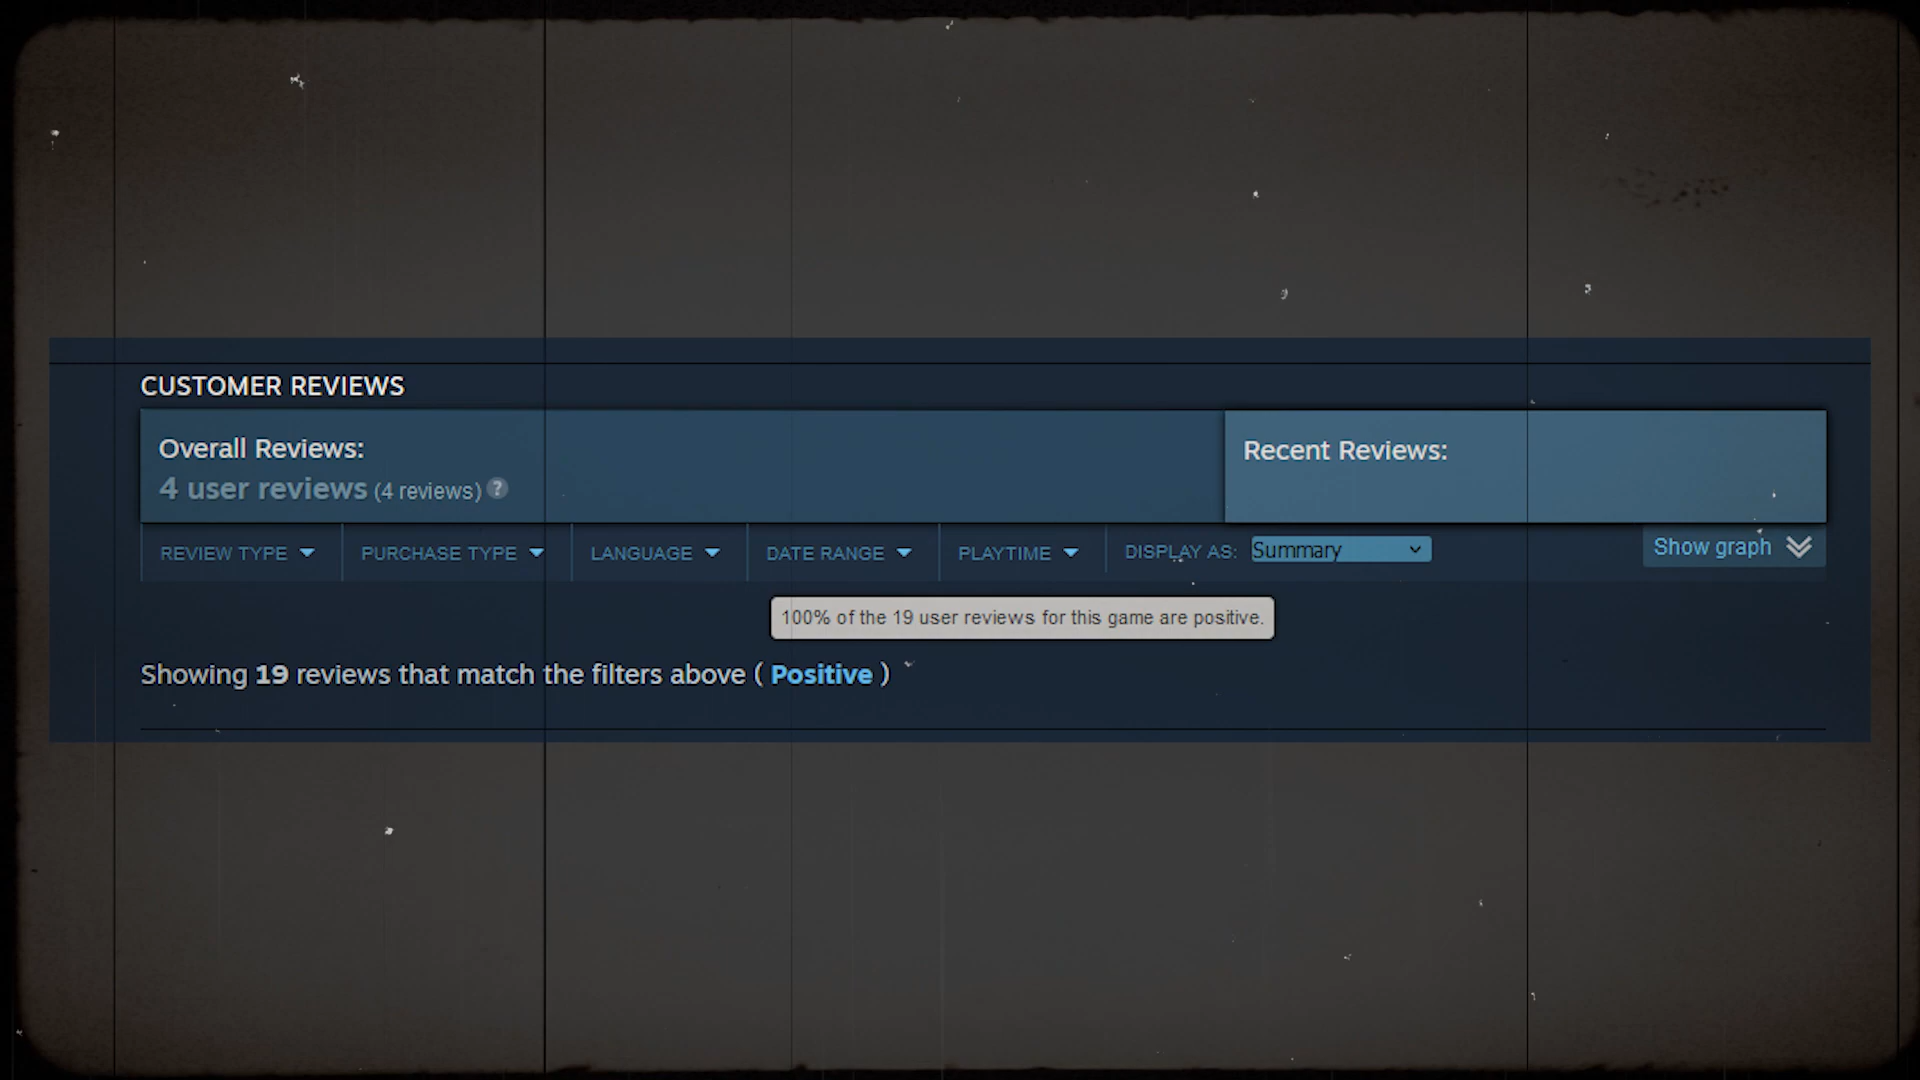 CUSTOMER REVIEWS
Overall Reviews:
4 user reviews (4 reviews) ?
Recent Reviews:
REVIEW TYPE PURCHASE TYPE LANGUAGE DATE RANGE PLAYTIME DISPLAY AS: Summary Show graph
100% of the 19 user reviews for this game are positive.
Showing 19 reviews that match the filters above ( Positive )